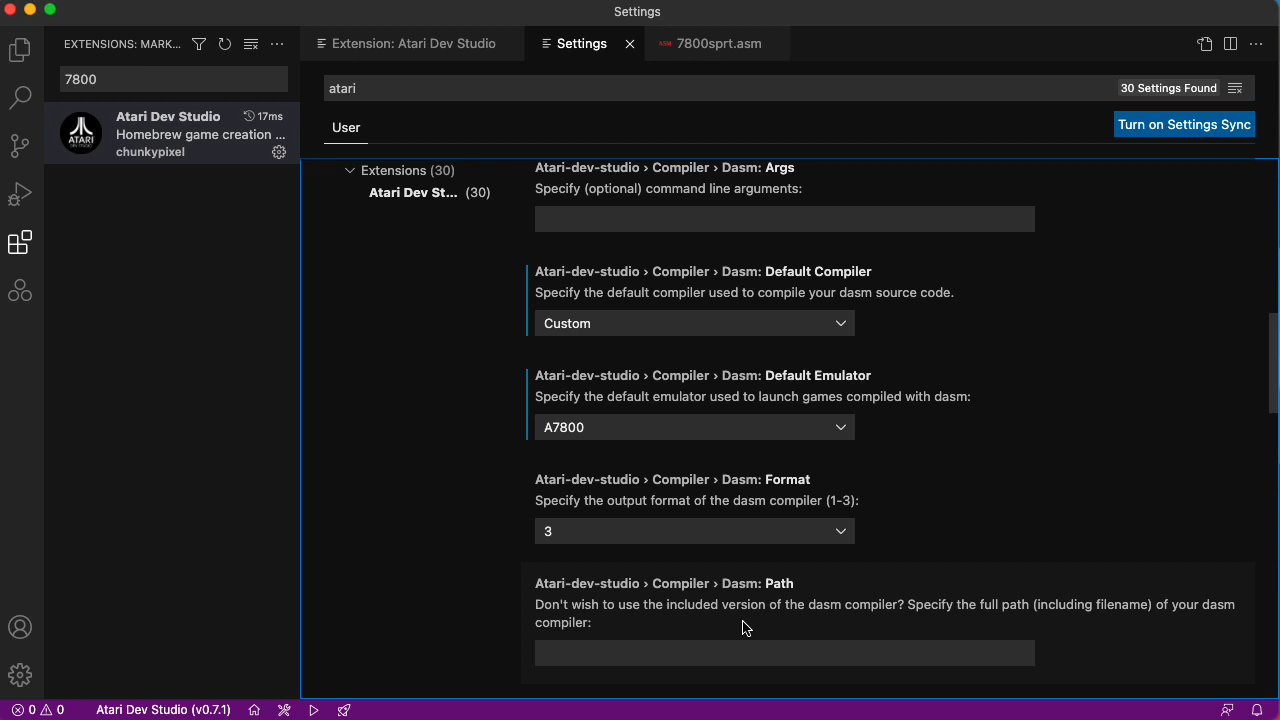 Settings
EXTENSIONS: MARK...
Extension: Atari Dev Studio
Settings
ASM 7800sprt.asm
7800
atari
30 Settings Found
ATARI
DEV STUDIO
Atari Dev Studio 17ms
Homebrew game creation ...
chunkypixel
User
Turn on Settings Sync
Extensions (30)
Atari Dev St... (30)
Atari-dev-studio › Compiler › Dasm: Args
Specify (optional) command line arguments:
Atari-dev-studio › Compiler › Dasm: Default Compiler
Specify the default compiler used to compile your dasm source code.
Custom
Atari-dev-studio › Compiler › Dasm: Default Emulator
Specify the default emulator used to launch games compiled with dasm:
A7800
Atari-dev-studio › Compiler › Dasm: Format
Specify the output format of the dasm compiler (1-3):
3
Atari-dev-studio › Compiler › Dasm: Path
Don't wish to use the included version of the dasm compiler? Specify the full path (including filename) of your dasm
compiler:
0 0 Atari Dev Studio (v0.7.1)